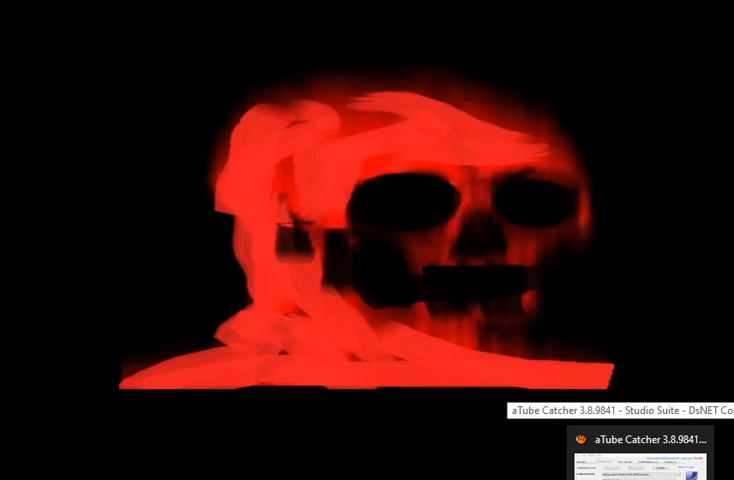 aTube Catcher 3.8.9841 - Studio Suite - DsNET Co
aTube Catcher 3.8.9841...